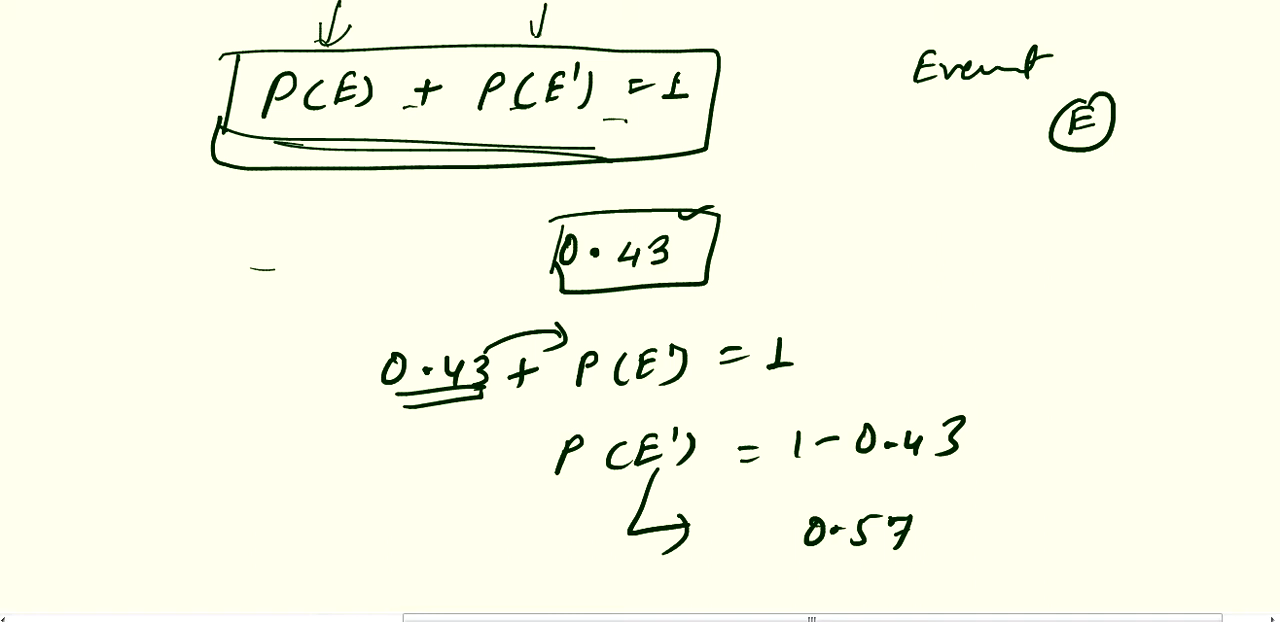 P(E) + P(E') = 1
Event
E
0.43
0.43 + P(E') = 1
P(E') = 1 - 0.43
0.57